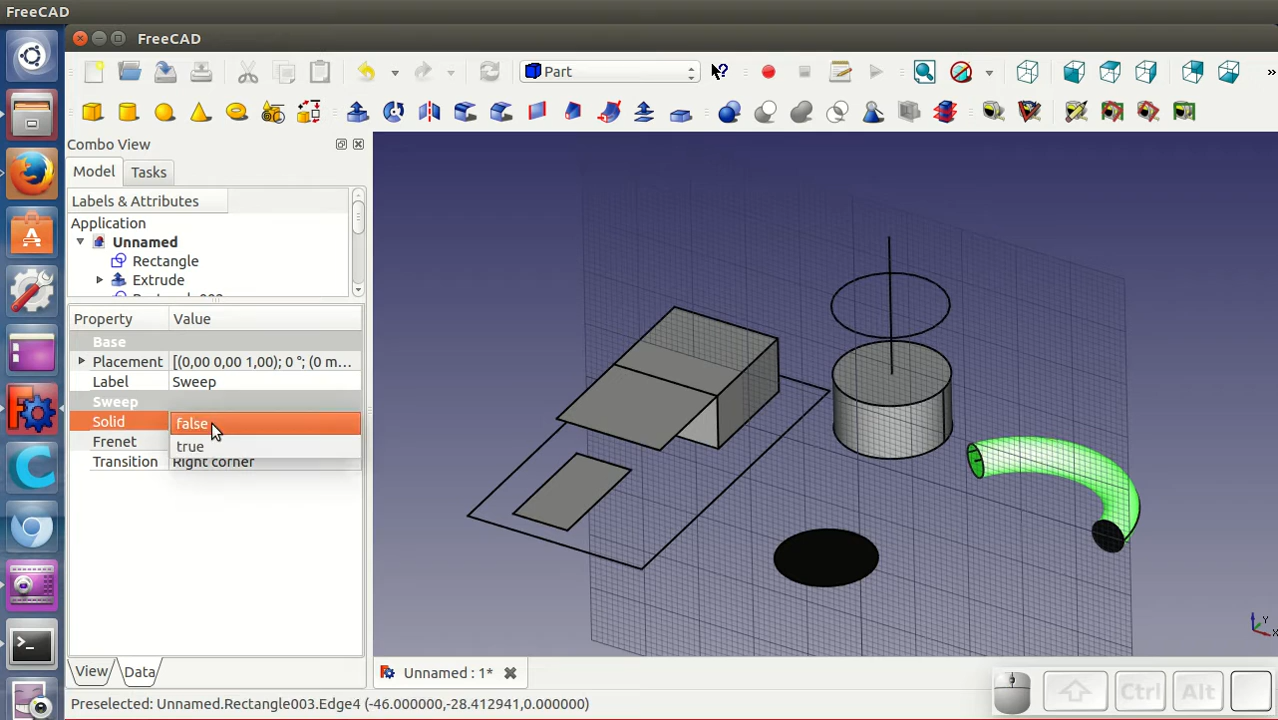 FreeCAD
FreeCAD
Part
»
Combo View
Model
Tasks
Labels & Attributes
Application
Unnamed
Rectangle
Extrude
Property
Value
Base
Placement
[(0,00 0,00 1,00); 0 °; (0 m...
Label
Sweep
Sweep
Solid
false
Frenet
true
Transition
Right corner
Y
X
View
Data
Unnamed : 1*
Ctrl
Alt
Preselected: Unnamed.Rectangle003.Edge4 (-46.000000,-28.412941,0.000000)